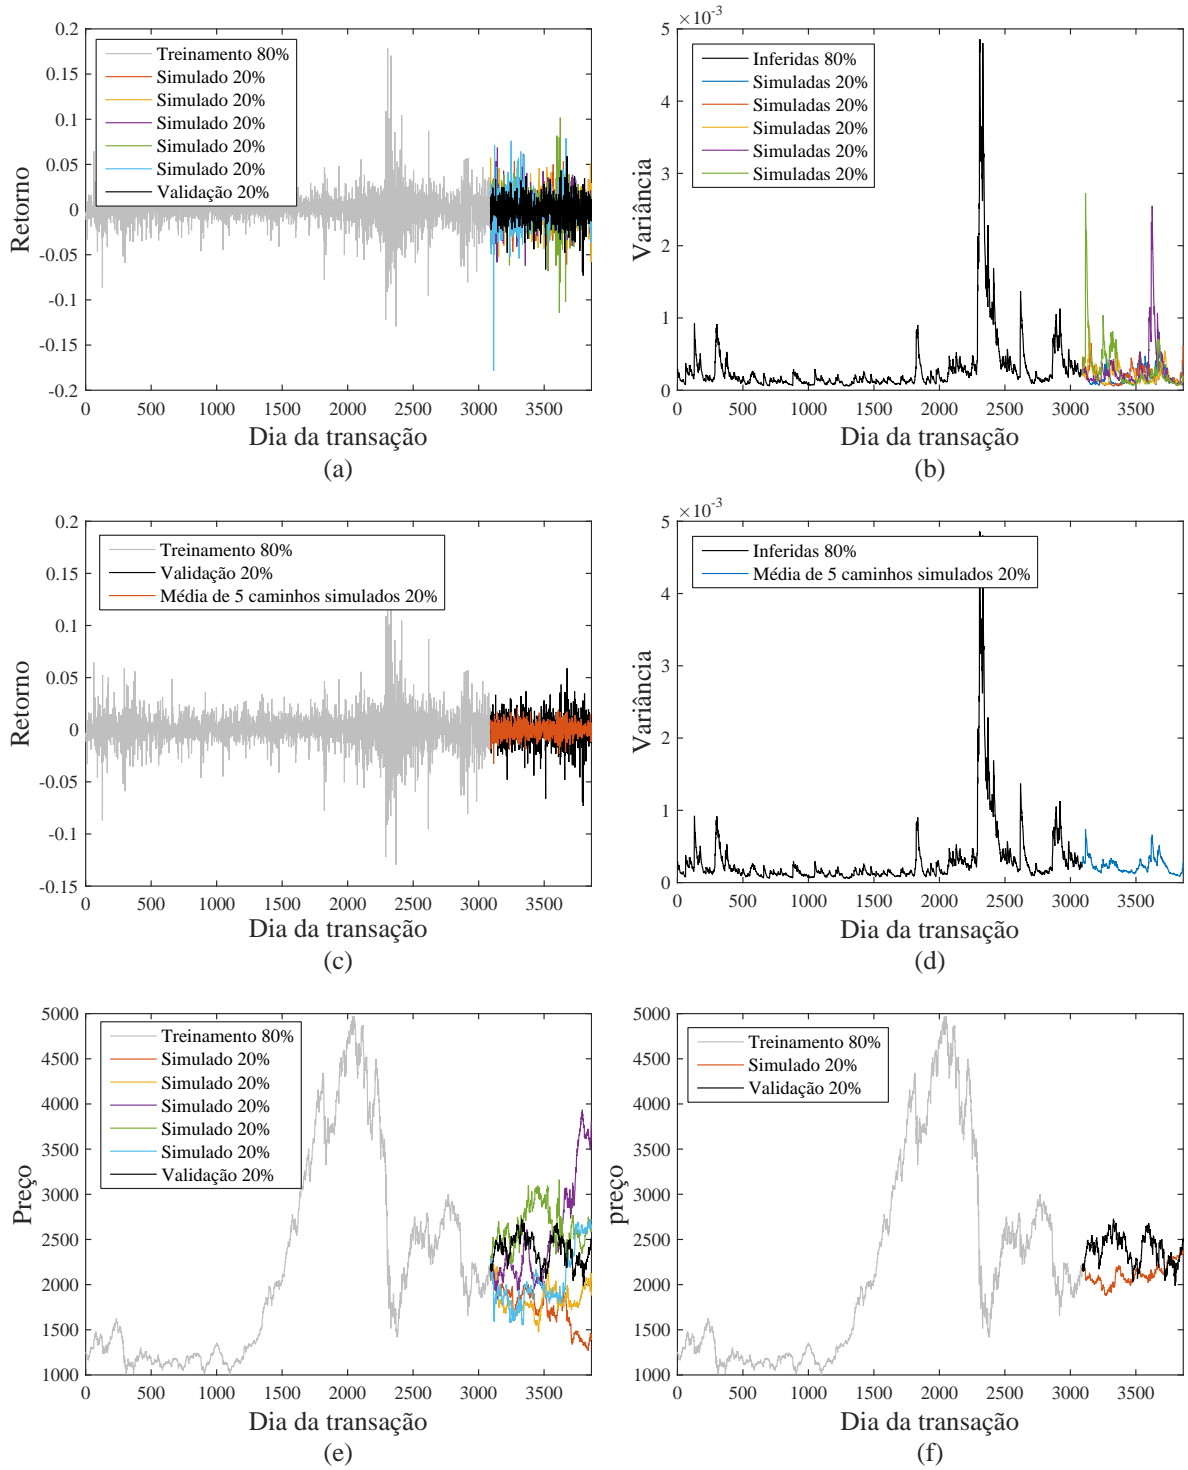 0.2
0.15
0.1
0.05
0
-0.05
-0.1
-0.15
-0.2
Retorno
Treinamento 80%
Simulado 20%
Simulado 20%
Simulado 20%
Simulado 20%
Simulado 20%
Validação 20%
0 500 1000 1500 2000 2500 3000 3500
Dia da transação
(a)
×10-3
5
4
3
2
1
0
Variância
Inferidas 80%
Simuladas 20%
Simuladas 20%
Simuladas 20%
Simuladas 20%
Simuladas 20%
0 500 1000 1500 2000 2500 3000 3500
Dia da transação
(b)
0.2
0.15
0.1
0.05
0
-0.05
-0.1
-0.15
Retorno
Treinamento 80%
Validação 20%
Média de 5 caminhos simulados 20%
0 500 1000 1500 2000 2500 3000 3500
Dia da transação
(c)
×10-3
5
4
3
2
1
0
Variância
Inferidas 80%
Média de 5 caminhos simulados 20%
0 500 1000 1500 2000 2500 3000 3500
Dia da transação
(d)
5000
4500
4000
3500
3000
2500
2000
1500
1000
Preço
Treinamento 80%
Simulado 20%
Simulado 20%
Simulado 20%
Simulado 20%
Simulado 20%
Validação 20%
0 500 1000 1500 2000 2500 3000 3500
Dia da transação
(e)
5000
4500
4000
3500
3000
2500
2000
1500
1000
preço
Treinamento 80%
Simulado 20%
Validação 20%
0 500 1000 1500 2000 2500 3000 3500
Dia da transação
(f)